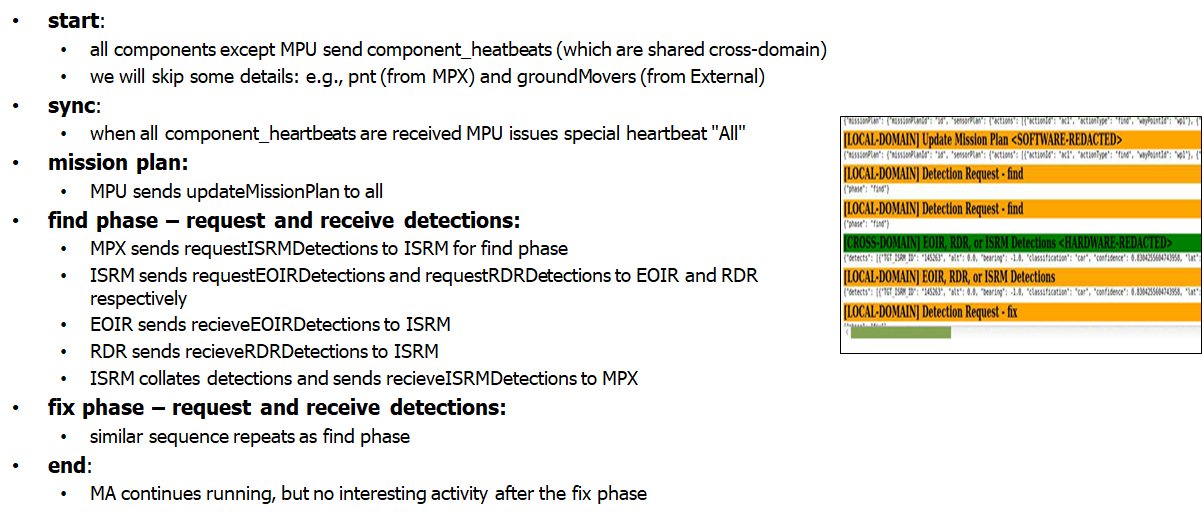 • start:
• all components except MPU send component_heatbeats (which are shared cross-domain)
• we will skip some details: e.g., pnt (from MPX) and groundMovers (from External)
• sync:
• when all component_heartbeats are received MPU issues special heartbeat "All"
• mission plan:
• MPU sends updateMissionPlan to all
• find phase – request and receive detections:
• MPX sends requestISRMDetections to ISRM for find phase
• ISRM sends requestEOIRDetections and requestRDRDetections to EOIR and RDR
respectively
• EOIR sends recieveEOIRDetections to ISRM
• RDR sends recieveRDRDetections to ISRM
• ISRM collates detections and sends recieveISRMDetections to MPX
• fix phase – request and receive detections:
• similar sequence repeats as find phase
• end:
• MA continues running, but no interesting activity after the fix phase
{"missionPlan": {"missionPlanId": "id", "sensorPlan": {"actions": [{"actionId": "ac1", "actionType": "find", "wayPointId": "wp1"}, {
[LOCAL-DOMAIN] Update Mission Plan <SOFTWARE-REDACTED>
{"missionPlan": {"missionPlanId": "id", "sensorPlan": {"actions": [{"actionId": "ac1", "actionType": "find", "wayPointId": "wp1"}, {
[LOCAL-DOMAIN] Detection Request - find
{"phase": "find"}
[LOCAL-DOMAIN] Detection Request - find
{"phase": "find"}
[CROSS-DOMAIN] EOIR, RDR, or ISRM Detections <HARDWARE-REDACTED>
{"detects": [{"TGT_ISRM_ID": "145263", "alt": 0.0, "bearing": -1.0, "classification": "car", "confidence": 0.8304255604743958, "lat":
[LOCAL-DOMAIN] EOIR, RDR, or ISRM Detections
{"detects": [{"TGT_ISRM_ID": "145263", "alt": 0.0, "bearing": -1.0, "classification": "car", "confidence": 0.8304255604743958, "lat":
[LOCAL-DOMAIN] Detection Request - fix